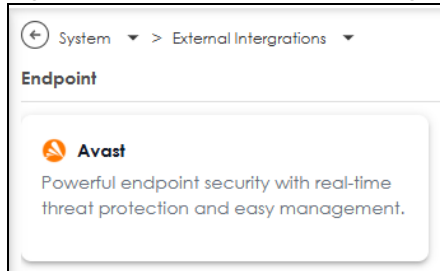 System > External Intergrations
Endpoint
Avast
Powerful endpoint security with real-time
threat protection and easy management.